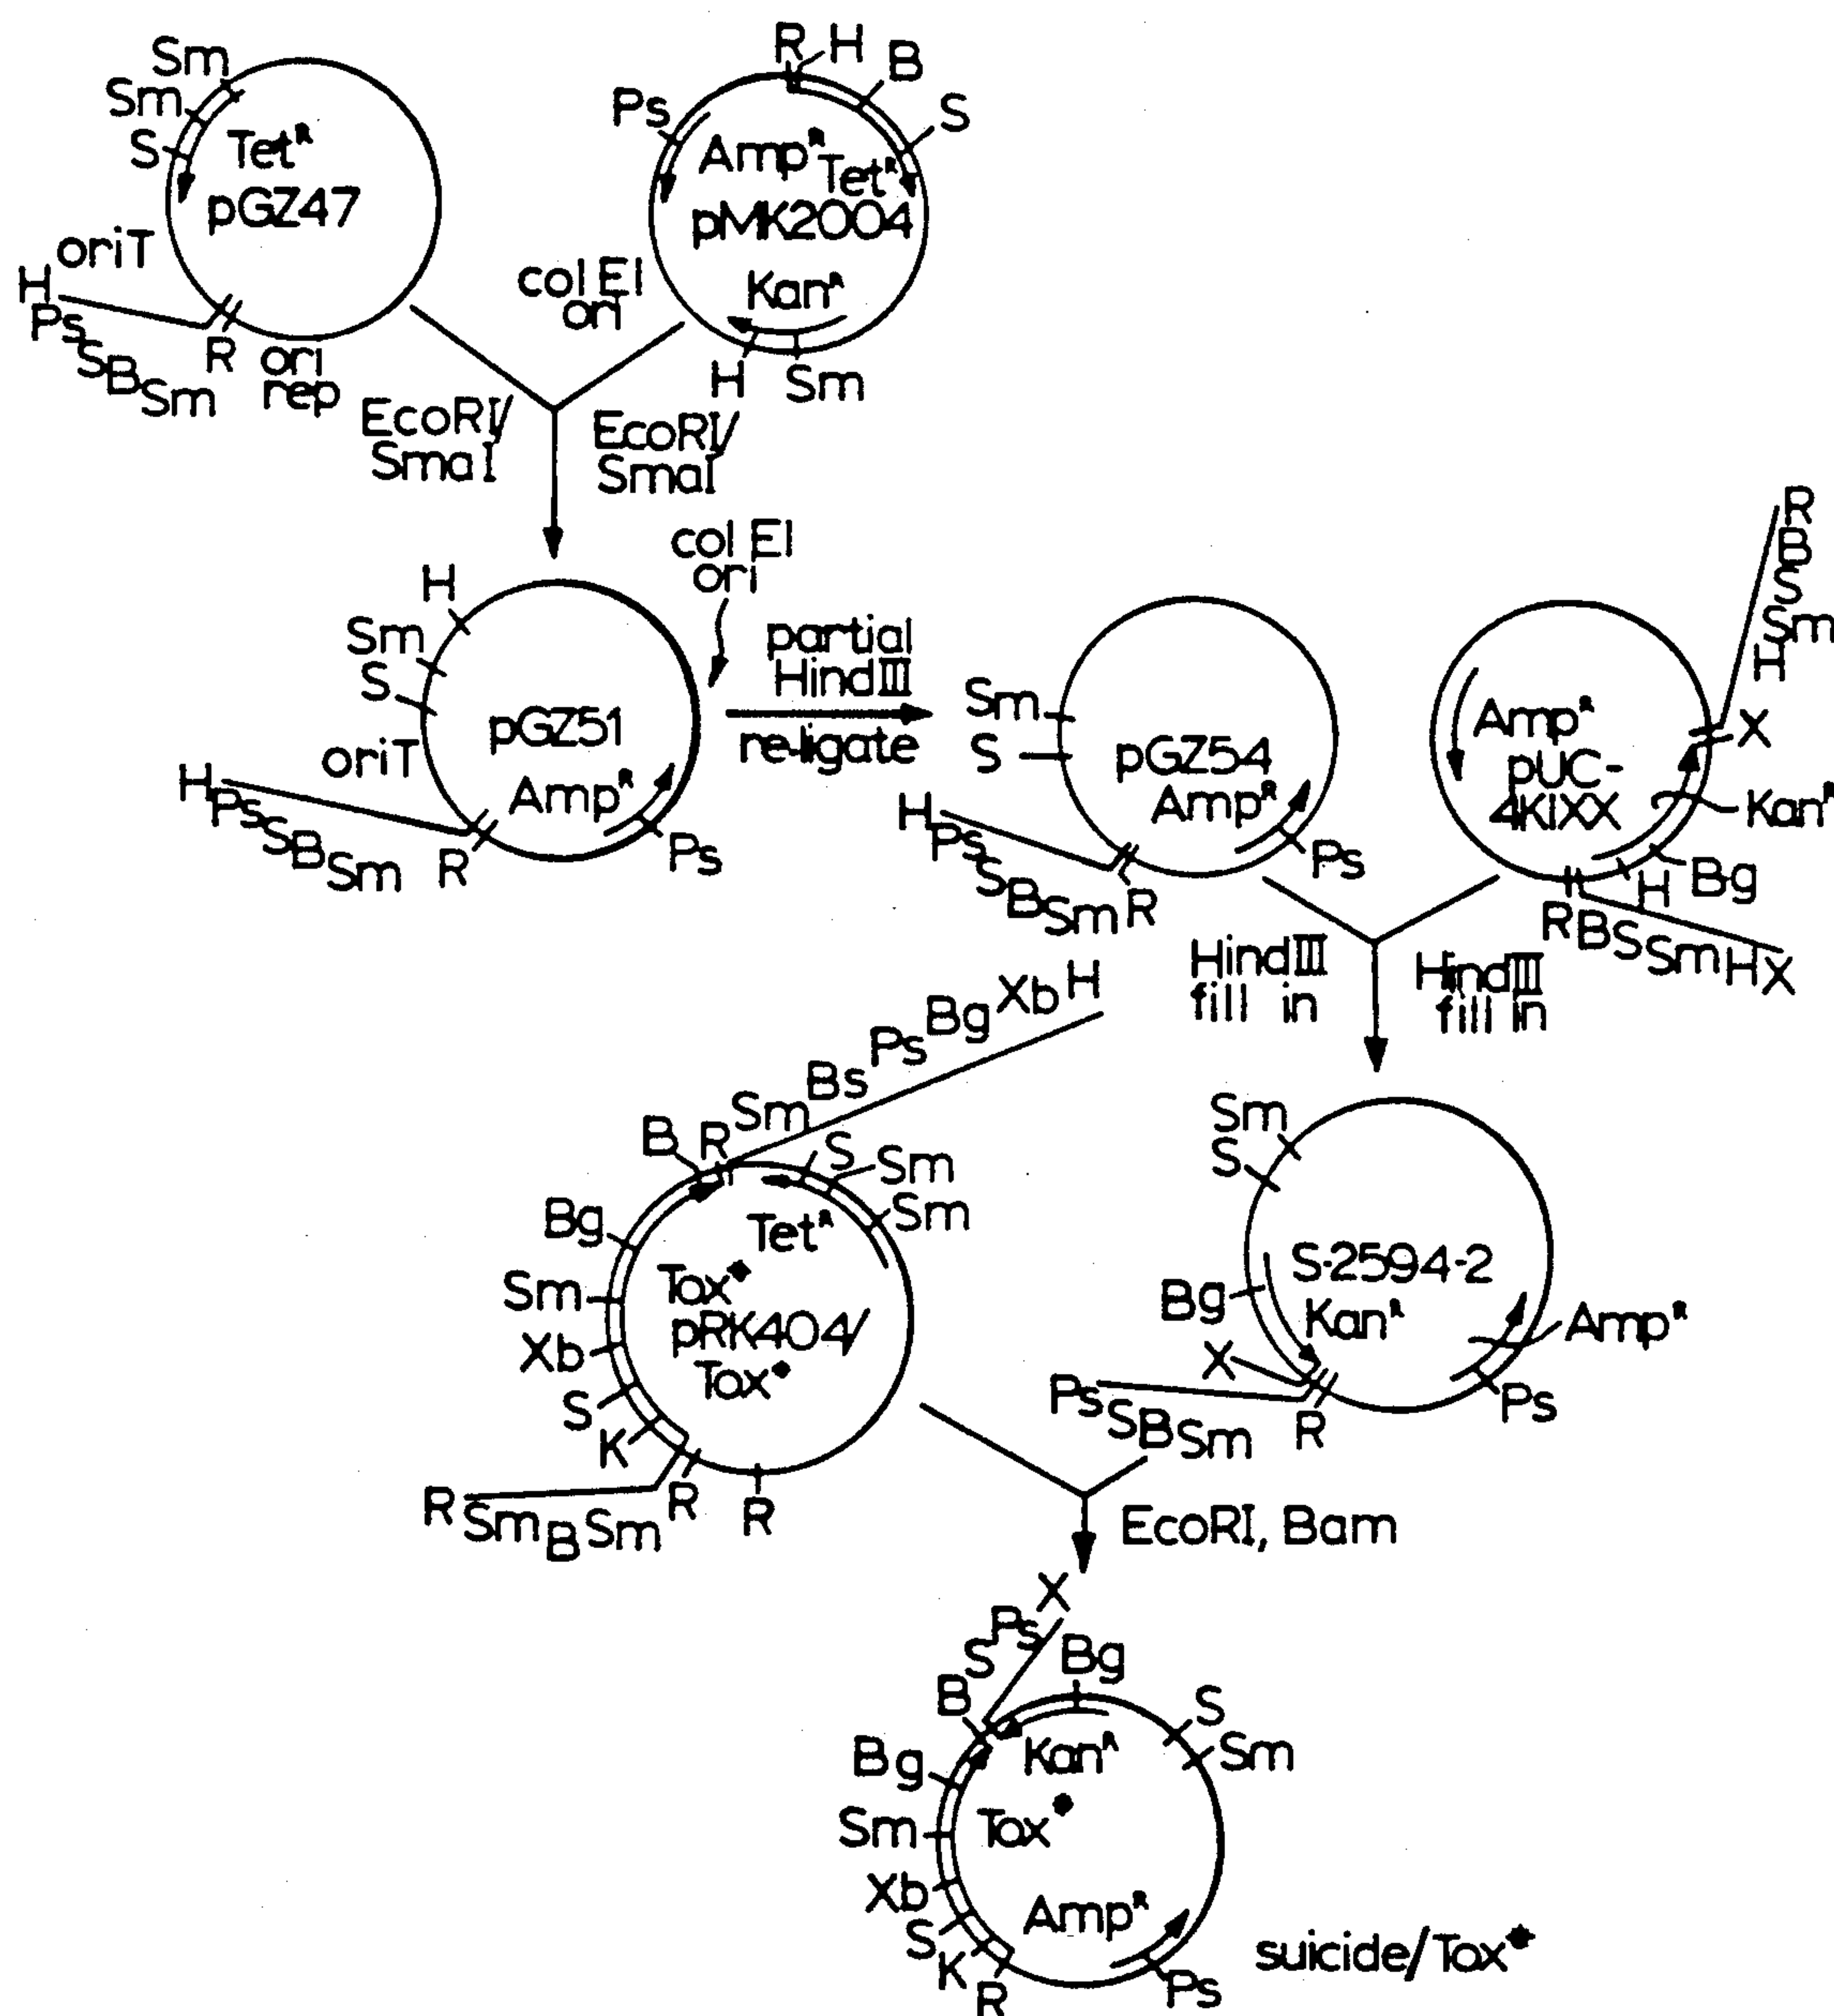 Sm
Sm
S
Tet^R
pGZ47
oriT
H
Ps
S
B
Sm
R
ori
rep
R
H
B
S
Ps
Amp^R
Tet^R
pMK2004
Kan^R
col EI
ori
H
Sm
EcoRI/
SmaI
EcoRI/
SmaI
H
Sm
S
col EI
ori
pGZ51
oriT
Amp^R
H
Ps
S
B
Sm
R
Ps
partial
HindIII
re-ligate
Sm
S
pGZ54
Amp^R
H
Ps
S
B
Sm
R
Ps
R
B
S
Sm
H
X
Amp^R
pUC-
4KIXX
Kan^R
Bg
H
R
B
S
Sm
H
X
HindIII
fill in
HindIII
fill in
H
Xb
Bg
Ps
Bs
Sm
R
B
S
Sm
Sm
Bg
Tet^R
Sm
Tox◆
pRK404/
Tox◆
Xb
S
K
R
Sm
B
Sm
R
R
Sm
S
S-2594-2
Bg
Kan^R
Amp^R
X
Ps
S
B
Sm
R
Ps
EcoRI, Bam
X
Ps
S
B
Bg
S
Sm
Kan^R
Bg
Sm
Tox◆
Xb
S
K
R
Amp^R
Ps
suicide/Tox◆